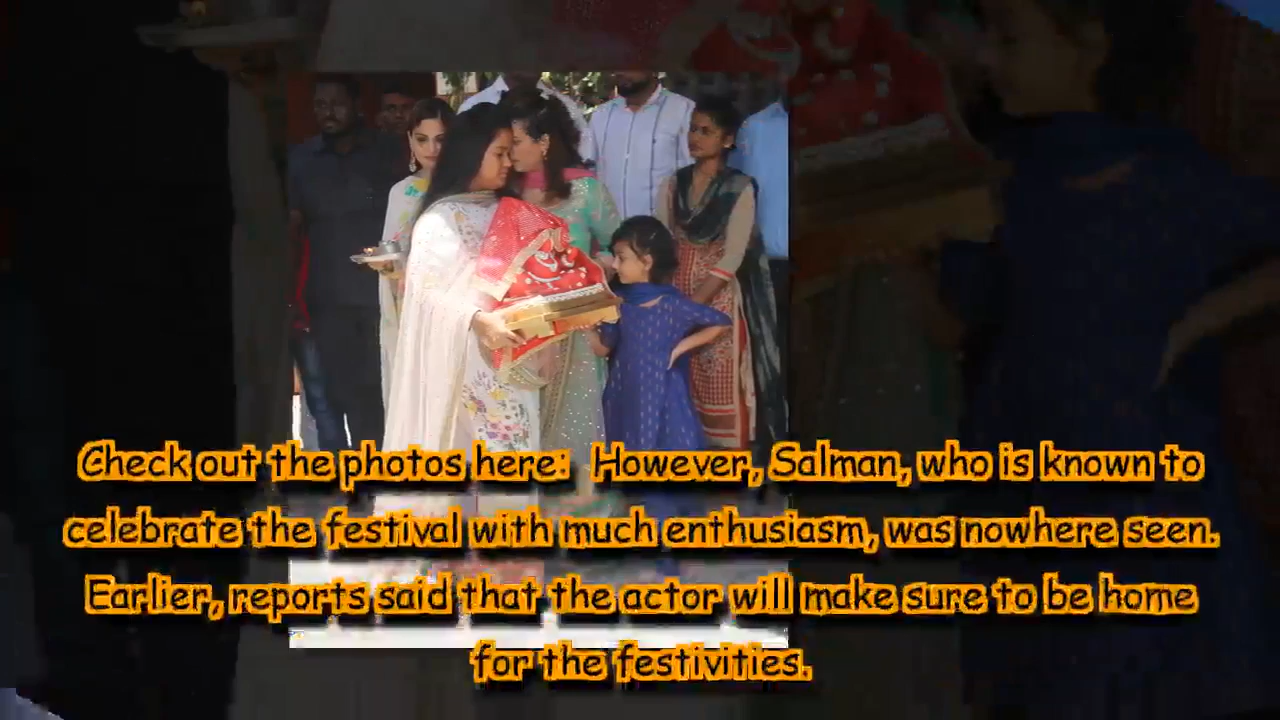 Check out the photos here:  However, Salman, who is known to
celebrate the festival with much enthusiasm, was nowhere seen.
Earlier, reports said that the actor will make sure to be home
for the festivities.